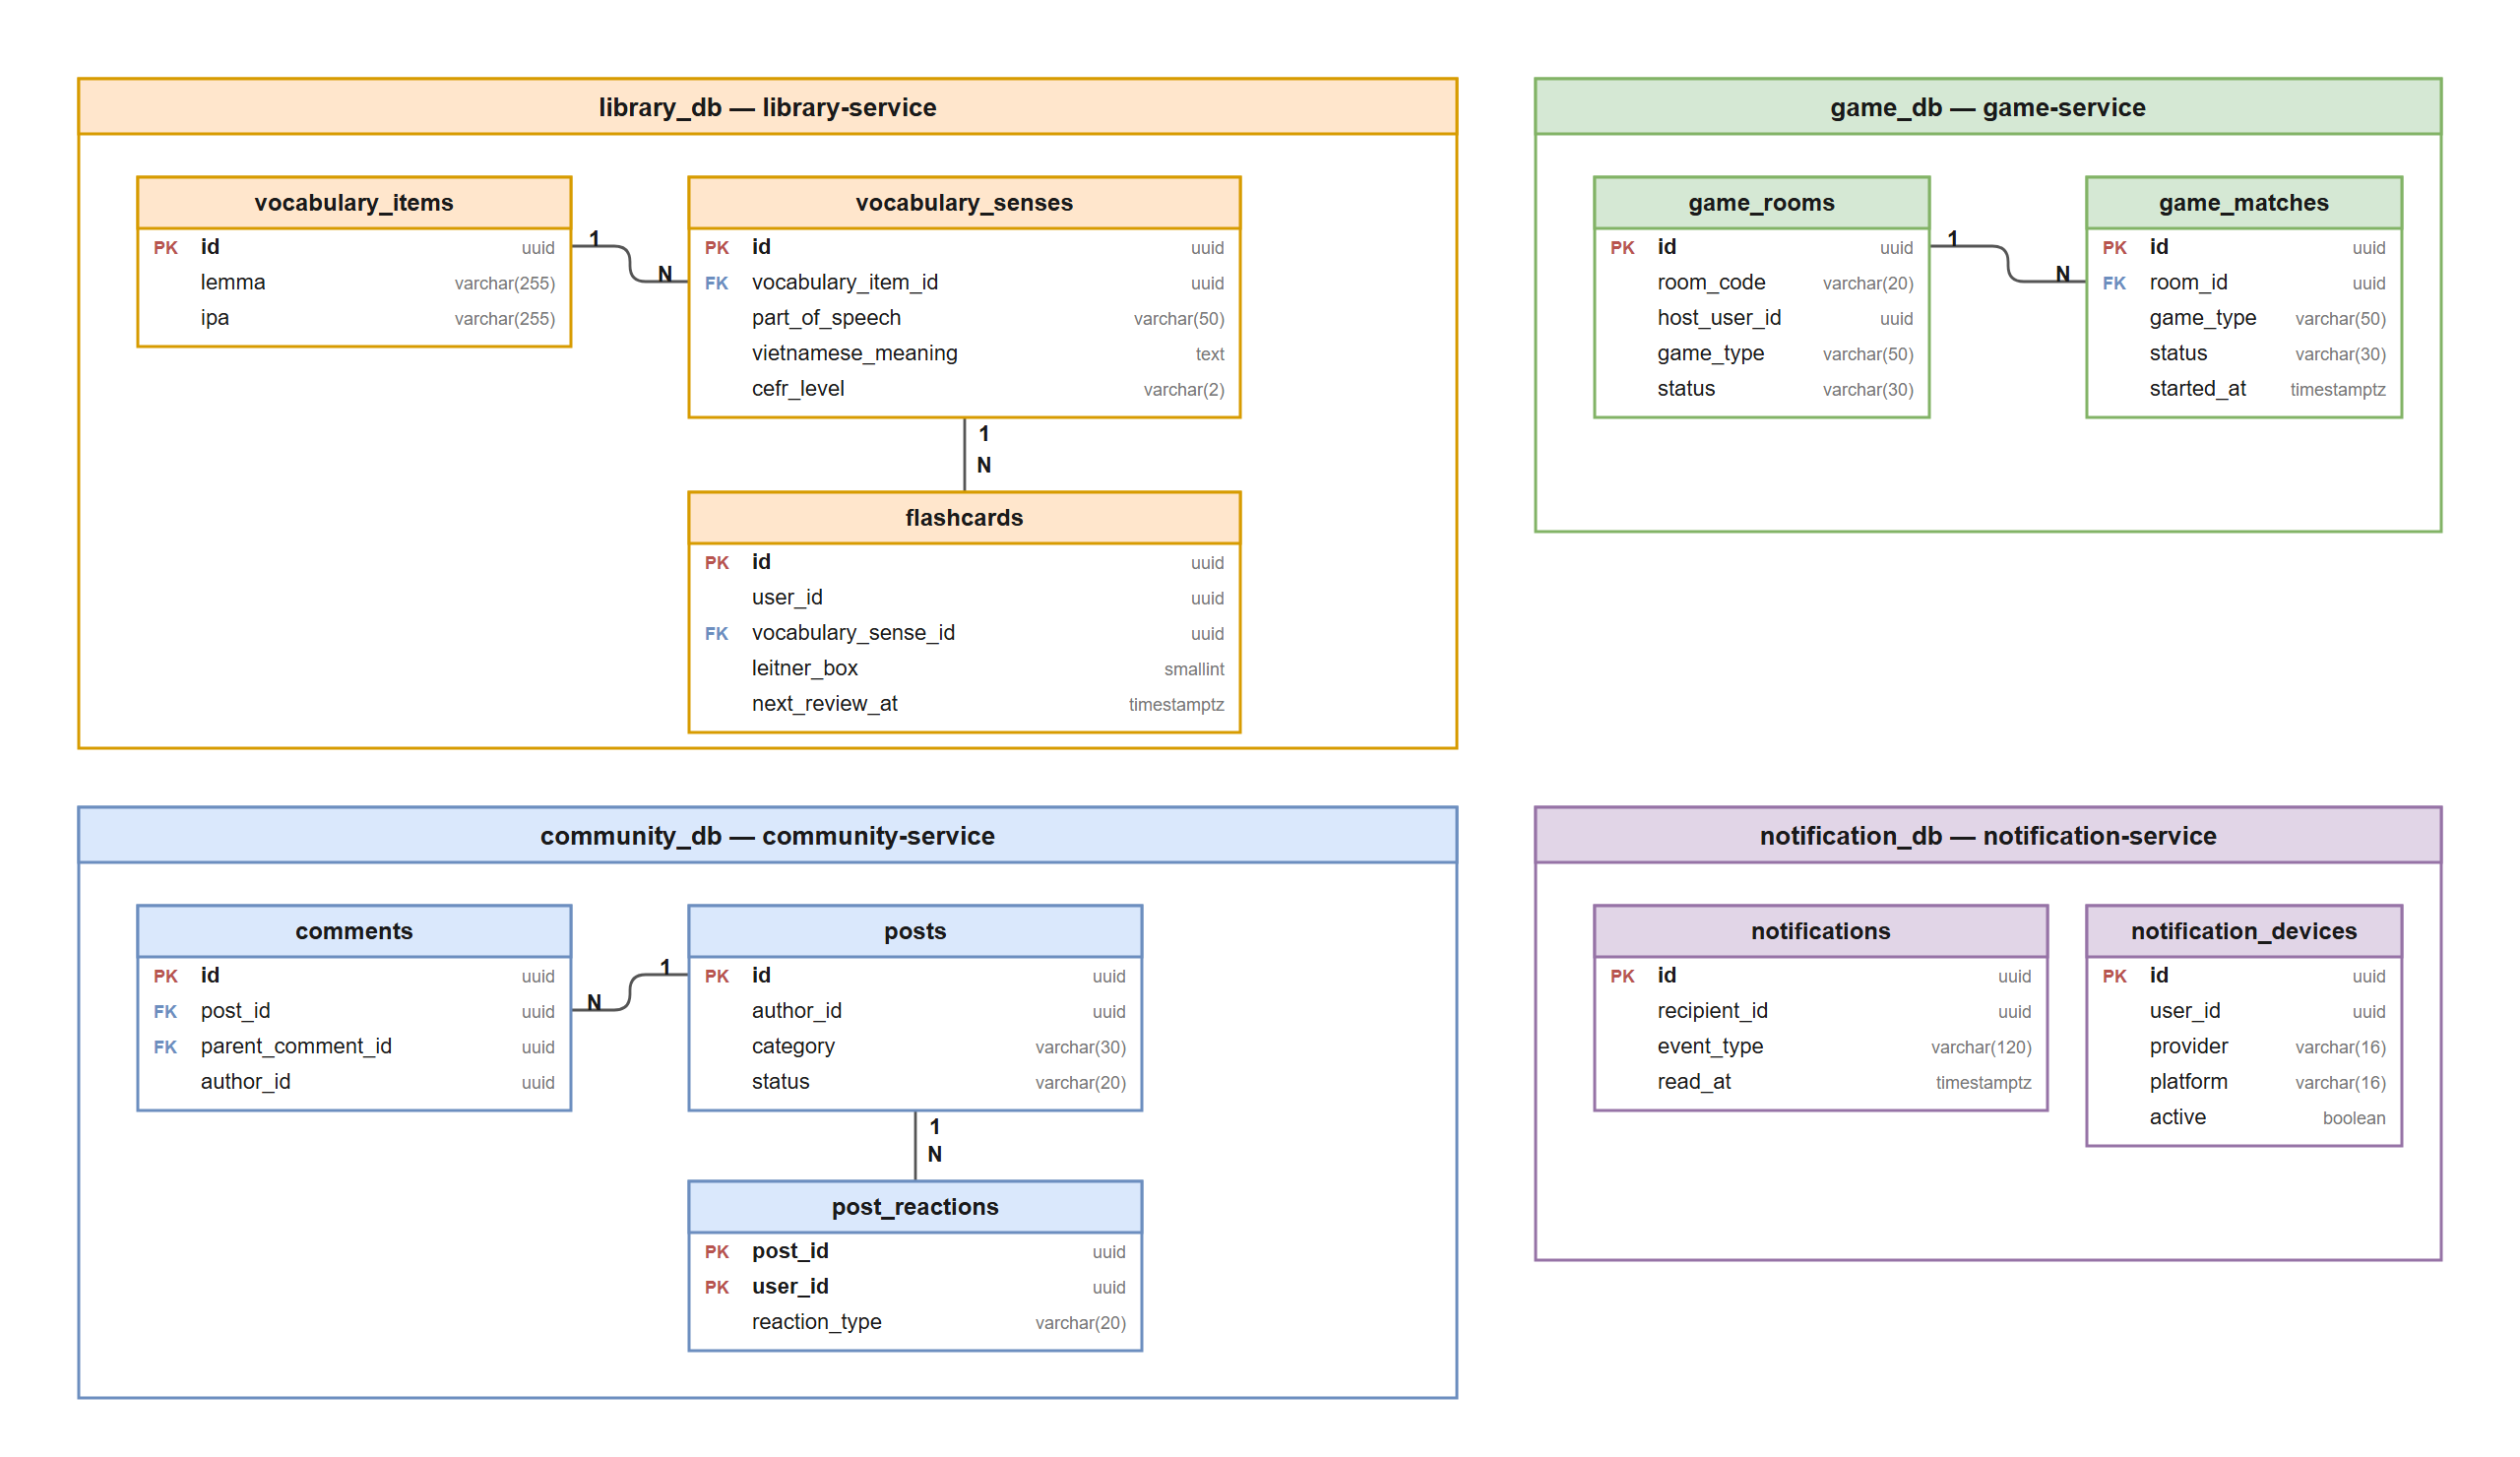 library_db — library-service
vocabulary_items
PK id uuid
lemma varchar(255)
ipa varchar(255)
1
N
vocabulary_senses
PK id uuid
FK vocabulary_item_id uuid
part_of_speech varchar(50)
vietnamese_meaning text
cefr_level varchar(2)
1
N
flashcards
PK id uuid
user_id uuid
FK vocabulary_sense_id uuid
leitner_box smallint
next_review_at timestamptz
game_db — game-service
game_rooms
PK id uuid
room_code varchar(20)
host_user_id uuid
game_type varchar(50)
status varchar(30)
1
N
game_matches
PK id uuid
FK room_id uuid
game_type varchar(50)
status varchar(30)
started_at timestamptz
community_db — community-service
comments
PK id uuid
FK post_id uuid
FK parent_comment_id uuid
author_id uuid
N
1
posts
PK id uuid
author_id uuid
category varchar(30)
status varchar(20)
1
N
post_reactions
PK post_id uuid
PK user_id uuid
reaction_type varchar(20)
notification_db — notification-service
notifications
PK id uuid
recipient_id uuid
event_type varchar(120)
read_at timestamptz
notification_devices
PK id uuid
user_id uuid
provider varchar(16)
platform varchar(16)
active boolean